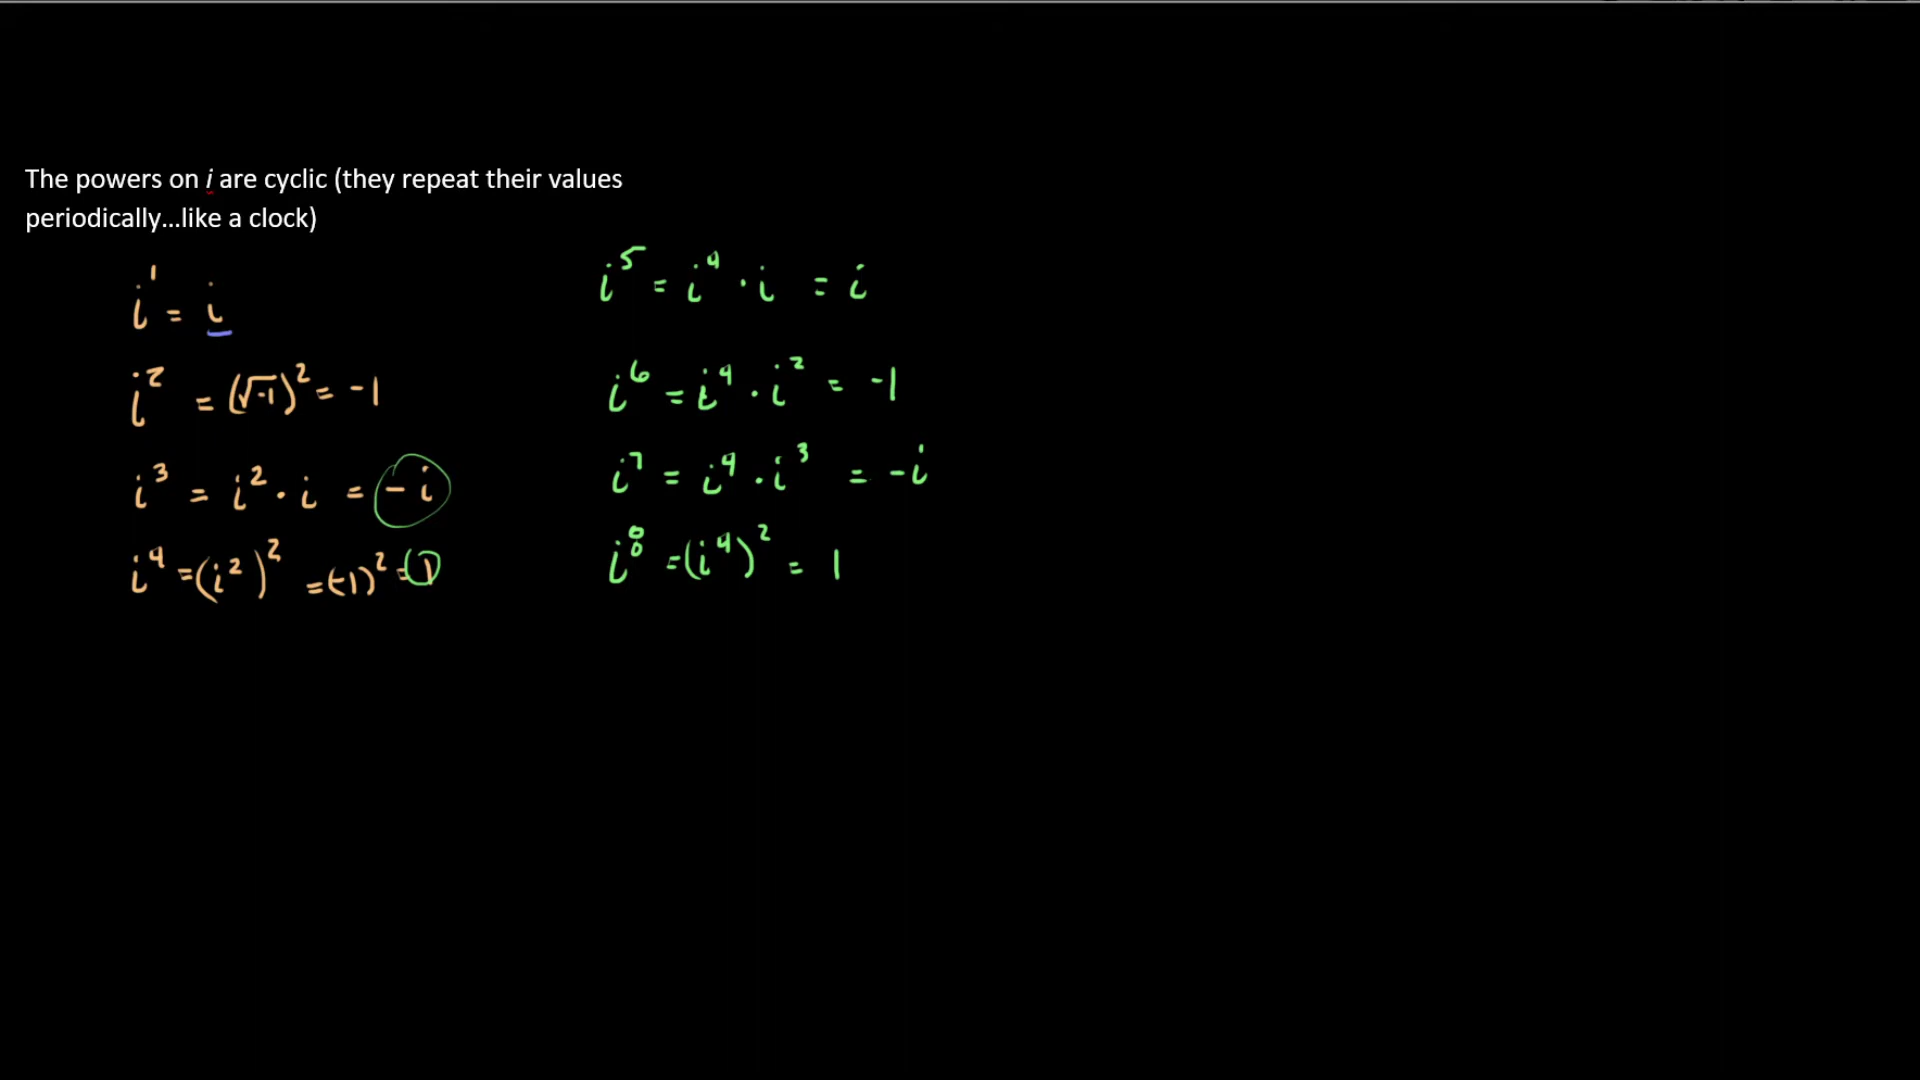 The powers on i are cyclic (they repeat their values
periodically...like a clock)
i¹ = i
i² = (√-1)² = -1
i³ = i² · i = -i
i⁴ = (i²)² = (-1)² = 1
i⁵ = i⁴ · i = i
i⁶ = i⁴ · i² = -1
i⁷ = i⁴ · i³ = -i
i⁸ = (i⁴)² = 1